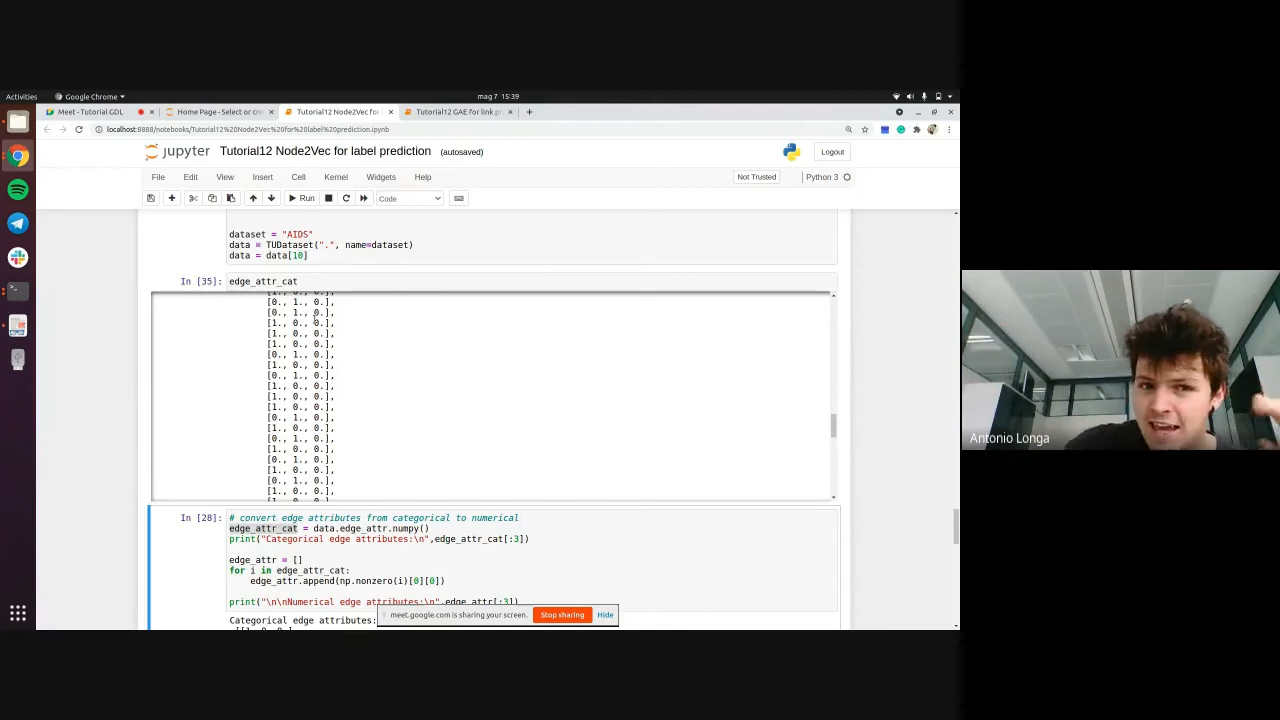 Activities
Google Chrome
mag 7 15:39
Meet - Tutorial GDL
Home Page - Select or cre
Tutorial12 Node2Vec for
Tutorial12 GAE for link pr
localhost:8888/notebooks/Tutorial12%20Node2Vec%20for%20label%20prediction.ipynb
jupyter
Tutorial12 Node2Vec for label prediction
(autosaved)
Logout
File
Edit
View
Insert
Cell
Kernel
Widgets
Help
Not Trusted
Python 3
Run
Code
dataset = "AIDS"
data = TUDataset(".", name=dataset)
data = data[10]
In [35]
edge_attr_cat
[1., 0., 0.],
[0., 1., 0.],
[0., 1., 0.],
[1., 0., 0.],
[1., 0., 0.],
[1., 0., 0.],
[0., 1., 0.],
[1., 0., 0.],
[0., 1., 0.],
[1., 0., 0.],
[1., 0., 0.],
[1., 0., 0.],
[0., 1., 0.],
[1., 0., 0.],
[0., 1., 0.],
[1., 0., 0.],
[0., 1., 0.],
[1., 0., 0.],
[0., 1., 0.],
[1., 0., 0.],
In [28]
# convert edge attributes from categorical to numerical
edge_attr_cat = data.edge_attr.numpy()
print("Categorical edge attributes:\n",edge_attr_cat[:3])
edge_attr = []
for i in edge_attr_cat:
edge_attr.append(np.nonzero(i)[0][0])
print("\n\nNumerical edge attributes:\n",edge_attr[:3])
Categorical edge attributes:
meet.google.com is sharing your screen.
Stop sharing
Hide
Antonio Longa